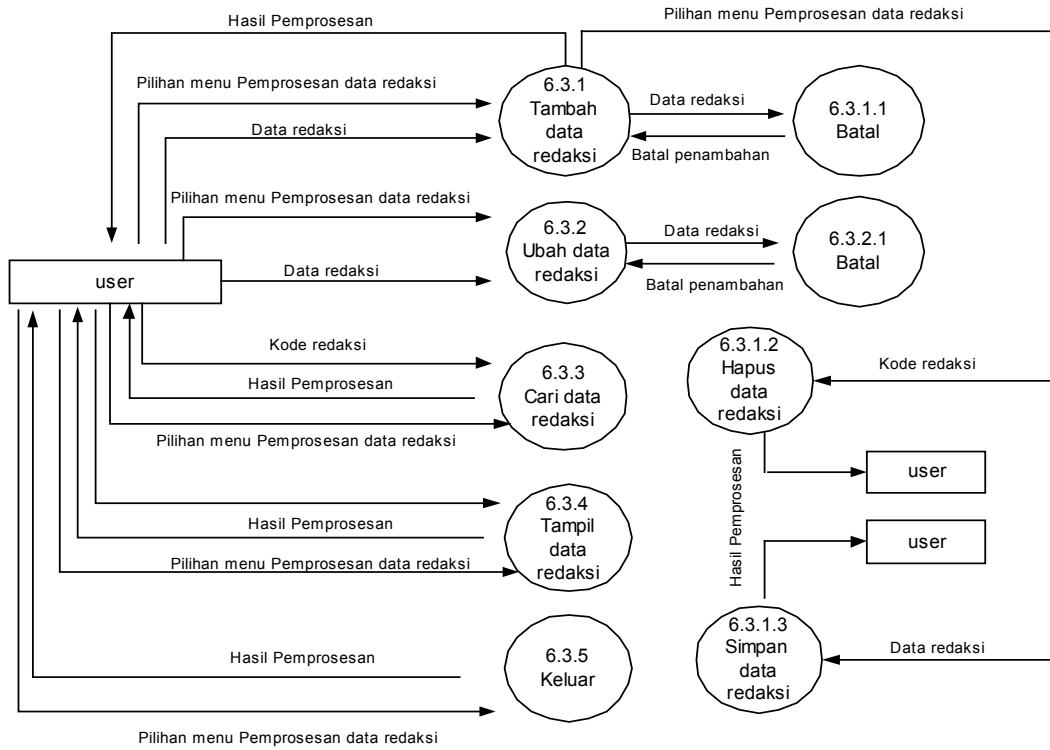 Hasil Pemprosesan
Pilihan menu Pemprosesan data redaksi
Pilihan menu Pemprosesan data redaksi
Data redaksi
6.3.1
Tambah
data
redaksi
Data redaksi
Batal penambahan
6.3.1.1
Batal
Pilihan menu Pemprosesan data redaksi
user
Data redaksi
6.3.2
Ubah data
redaksi
Data redaksi
Batal penambahan
6.3.2.1
Batal
Kode redaksi
Hasil Pemprosesan
Pilihan menu Pemprosesan data redaksi
6.3.3
Cari data
redaksi
6.3.1.2
Hapus
data
redaksi
Kode redaksi
Hasil Pemprosesan
user
user
Hasil Pemprosesan
Pilihan menu Pemprosesan data redaksi
6.3.4
Tampil
data
redaksi
Hasil Pemprosesan
Pilihan menu Pemprosesan data redaksi
6.3.5
Keluar
6.3.1.3
Simpan
data
redaksi
Data redaksi